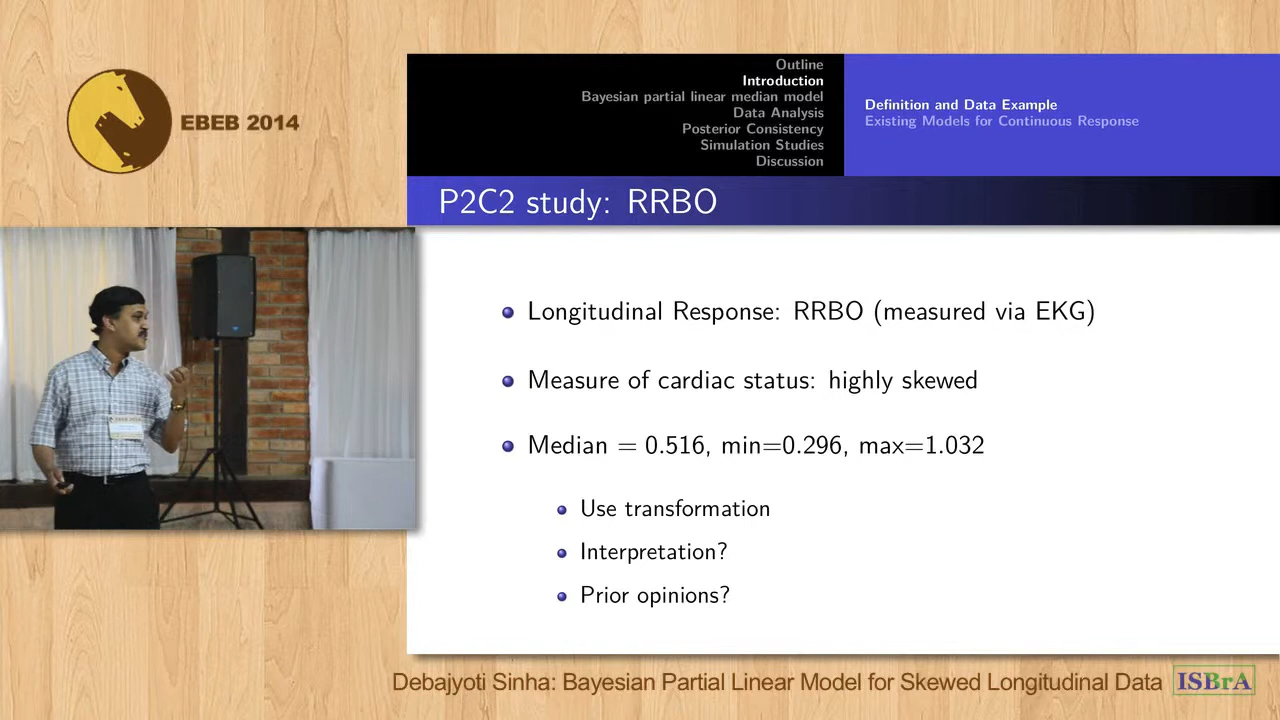 EBEB 2014
Outline
Introduction
Bayesian partial linear median model
Data Analysis
Posterior Consistency
Simulation Studies
Discussion
Definition and Data Example
Existing Models for Continuous Response
P2C2 study: RRBO
Longitudinal Response: RRBO (measured via EKG)
Measure of cardiac status: highly skewed
Median = 0.516, min=0.296, max=1.032
Use transformation
Interpretation?
Prior opinions?
Debajyoti Sinha: Bayesian Partial Linear Model for Skewed Longitudinal Data
ISBrA